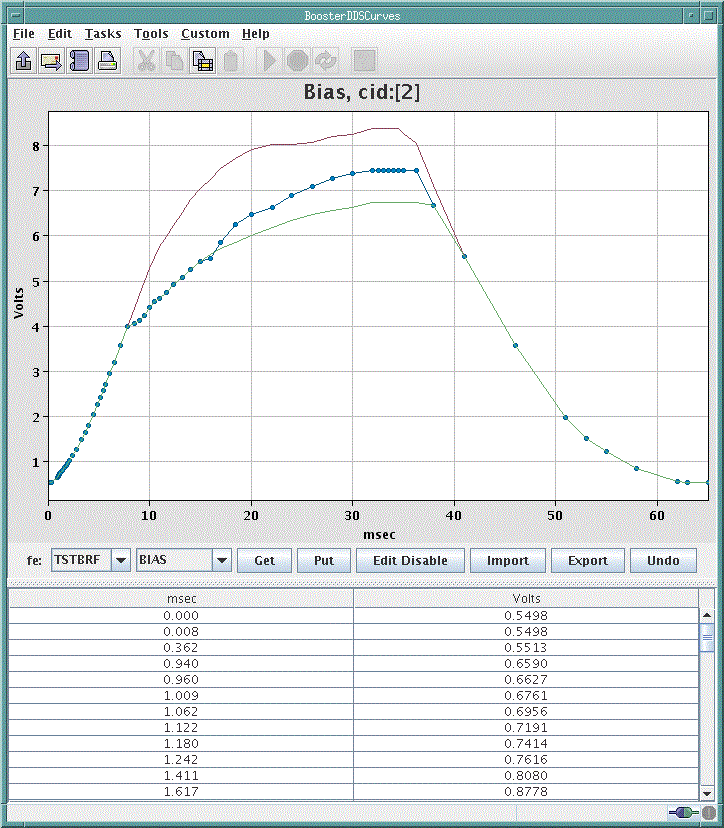 BoosterDDSCurves
File Edit Tasks Tools Custom Help
Bias, cid:[2]
8
7
6
5
4
3
2
1
Volts
0 10 20 30 40 50 60
msec
fe: TSTBRF BIAS Get Put Edit Disable Import Export Undo
msec Volts
0.000 0.5498
0.008 0.5498
0.362 0.5513
0.940 0.6590
0.960 0.6627
1.009 0.6761
1.062 0.6956
1.122 0.7191
1.180 0.7414
1.242 0.7616
1.411 0.8080
1.617 0.8778